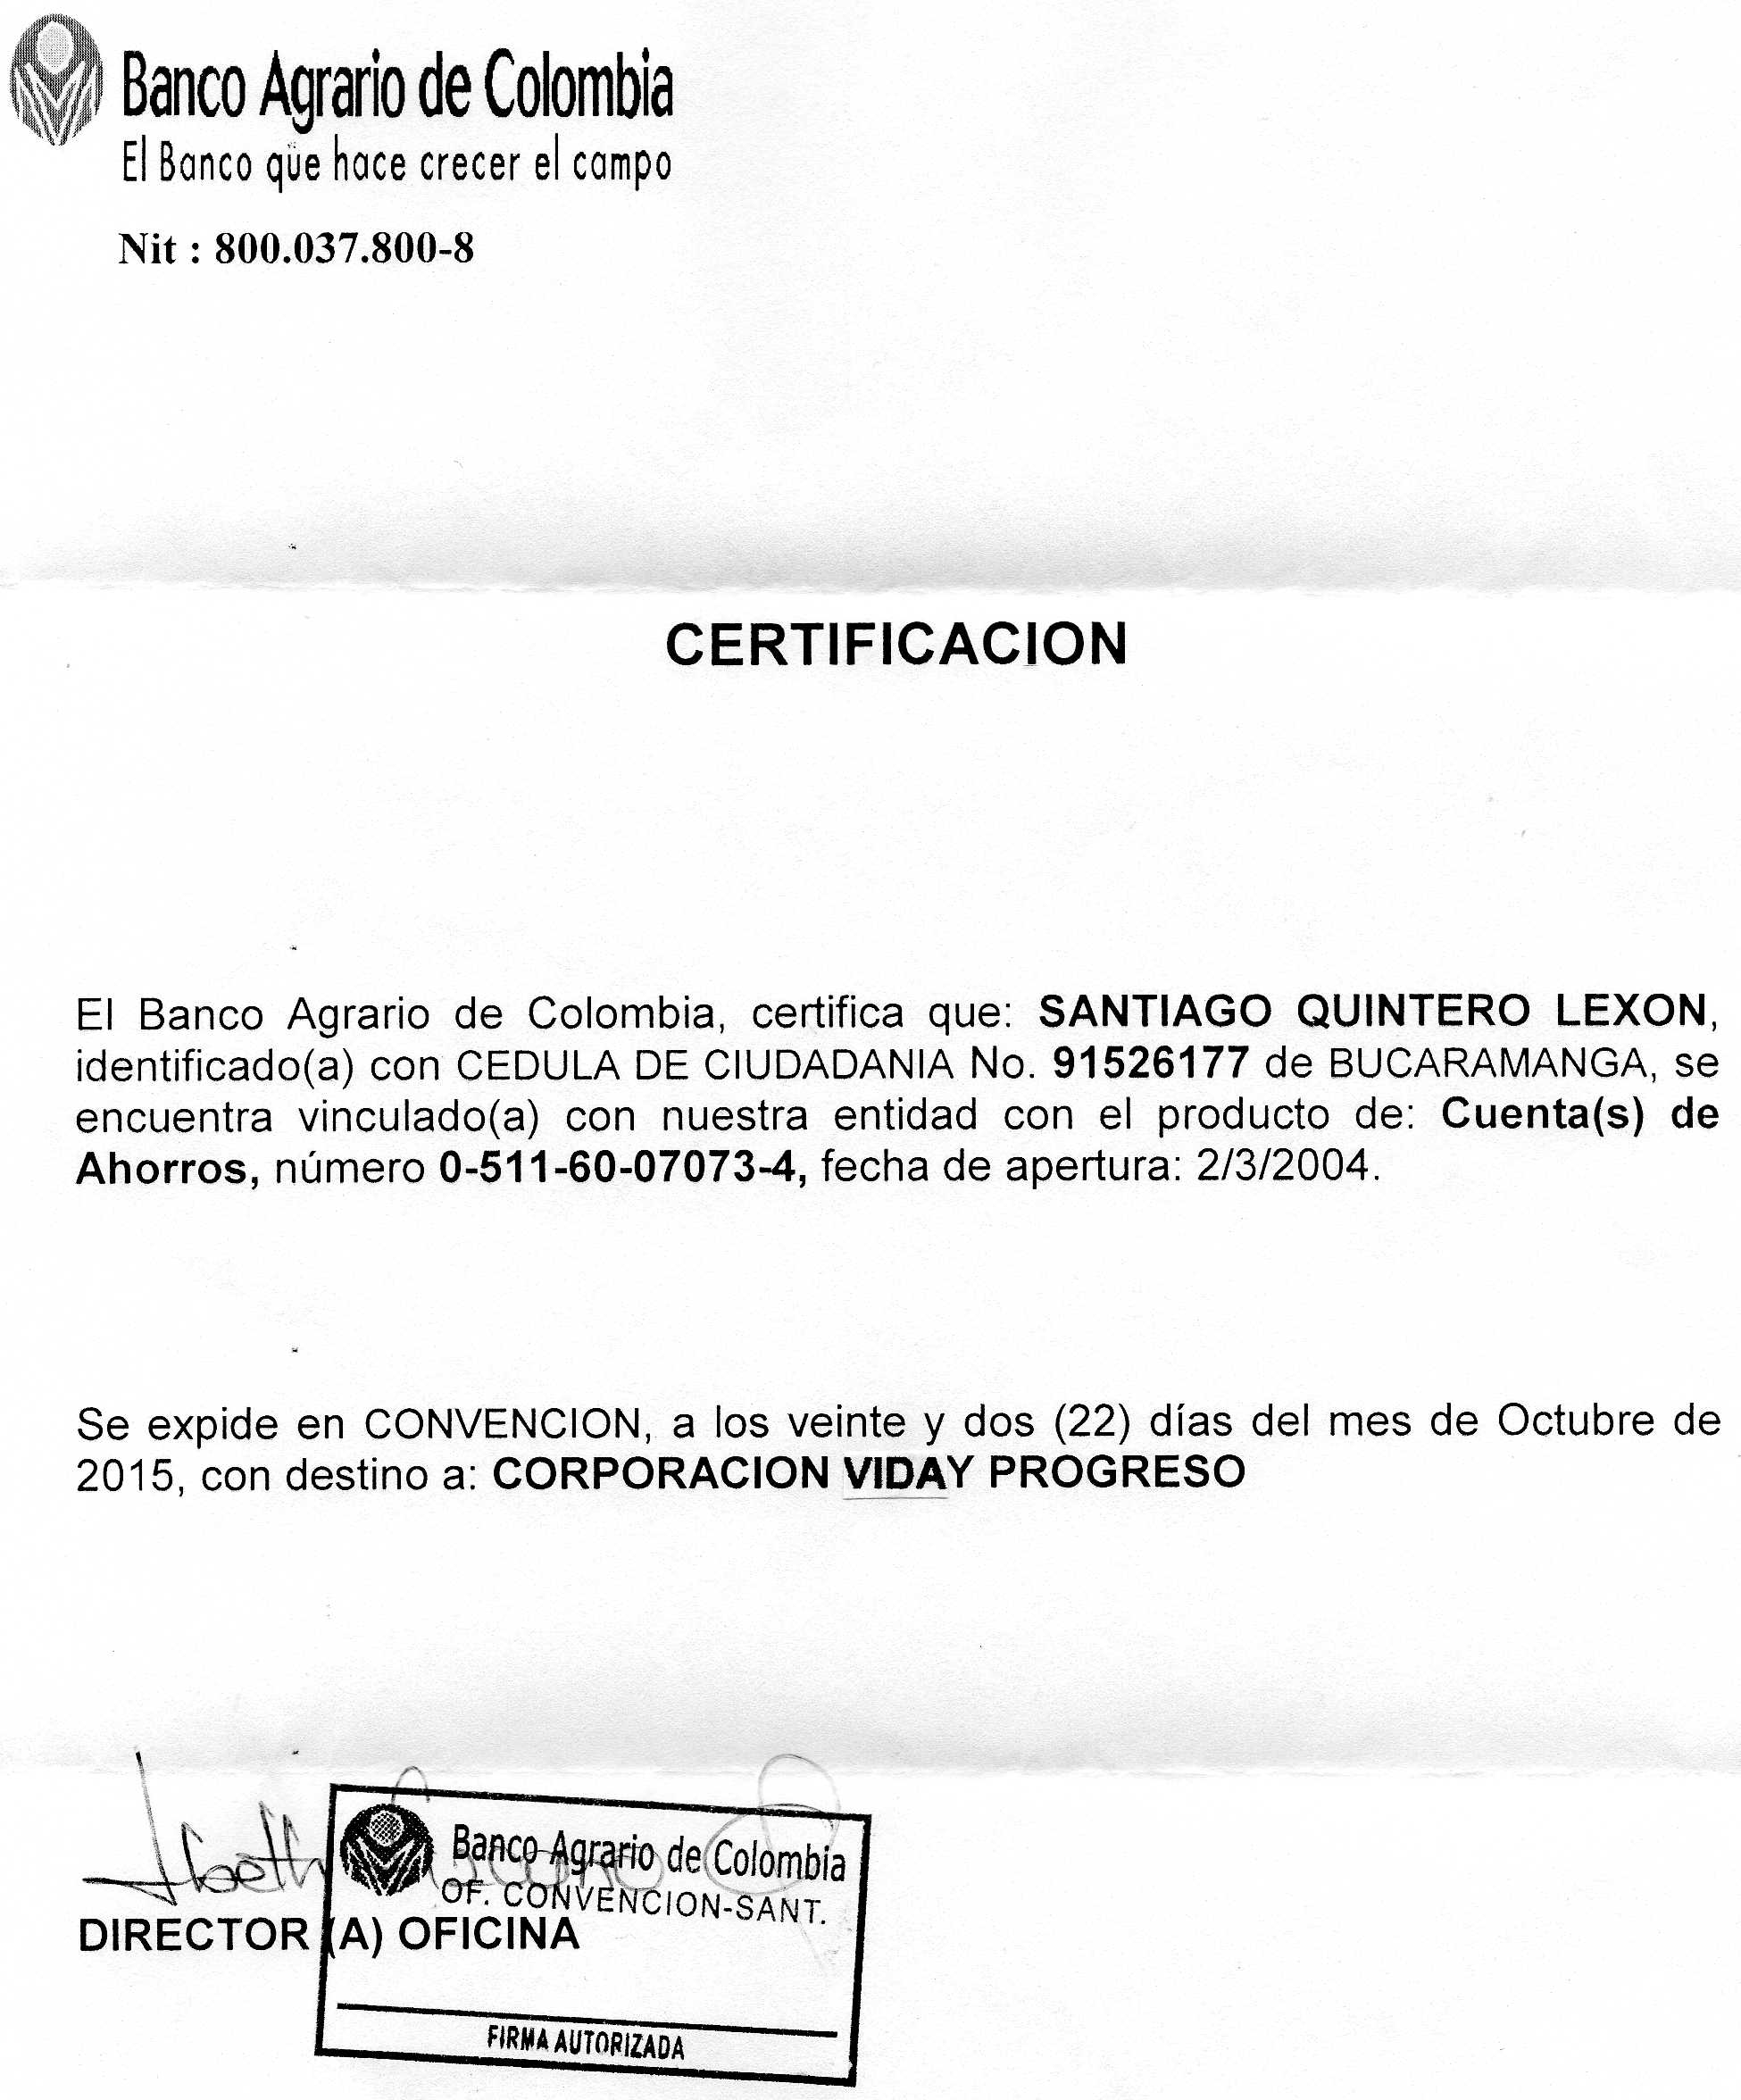 Banco Agrario de Colombia
El Banco que hace crecer el campo
Nit : 800.037.800-8
CERTIFICACION
El Banco Agrario de Colombia, certifica que: SANTIAGO QUINTERO LEXON,
identificado(a) con CEDULA DE CIUDADANIA No. 91526177 de BUCARAMANGA, se
encuentra vinculado(a) con nuestra entidad con el producto de: Cuenta(s) de
Ahorros, número 0-511-60-07073-4, fecha de apertura: 2/3/2004.
Se expide en CONVENCION, a los veinte y dos (22) días del mes de Octubre de
2015, con destino a: CORPORACION VIDAY PROGRESO
Banco Agrario de Colombia
OF. CONVENCION-SANT.
DIRECTOR (A) OFICINA
FIRMA AUTORIZADA